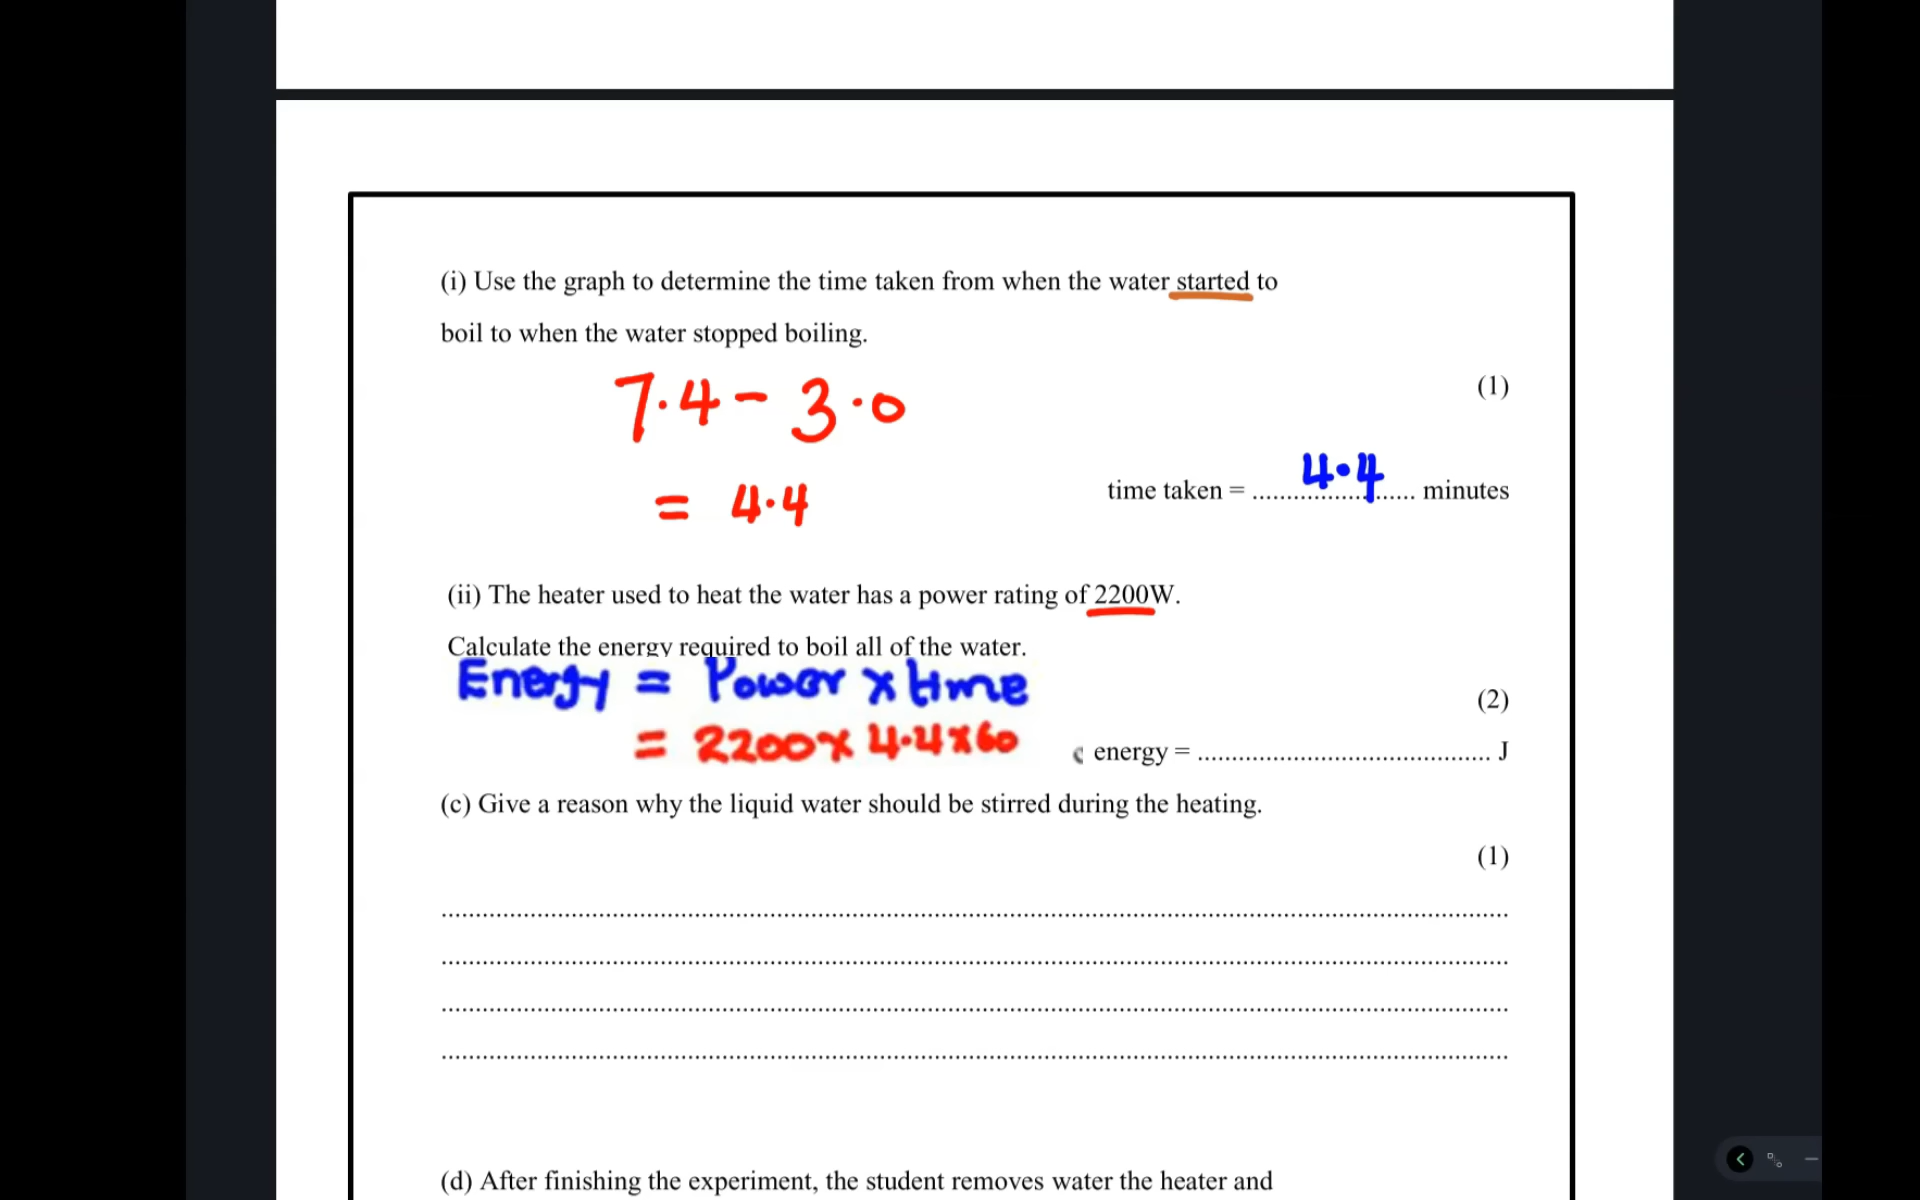 (i) Use the graph to determine the time taken from when the water started to
boil to when the water stopped boiling.
7.4 - 3.0
(1)
= 4.4
time taken = .......4.4....... minutes
(ii) The heater used to heat the water has a power rating of 2200W.
Calculate the energy required to boil all of the water.
Energy = Power x time
(2)
= 2200 x 4.4 x 60
energy = ........................................... J
(c) Give a reason why the liquid water should be stirred during the heating.
(1)
(d) After finishing the experiment, the student removes water the heater and